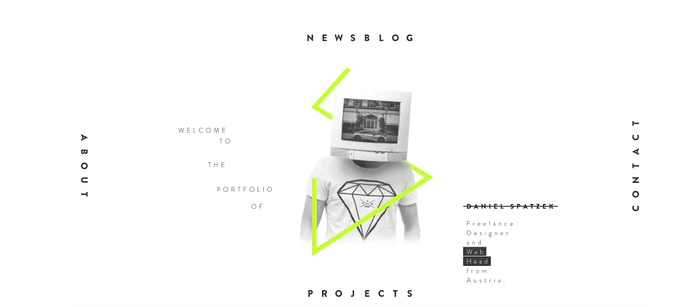 NEWSBLOG
ABOUT
WELCOME
TO
THE
PORTFOLIO
OF
CONTACT
DANIEL SPATZEK
Freelance
Designer
and
Web
Head
from
Austria.
PROJECTS